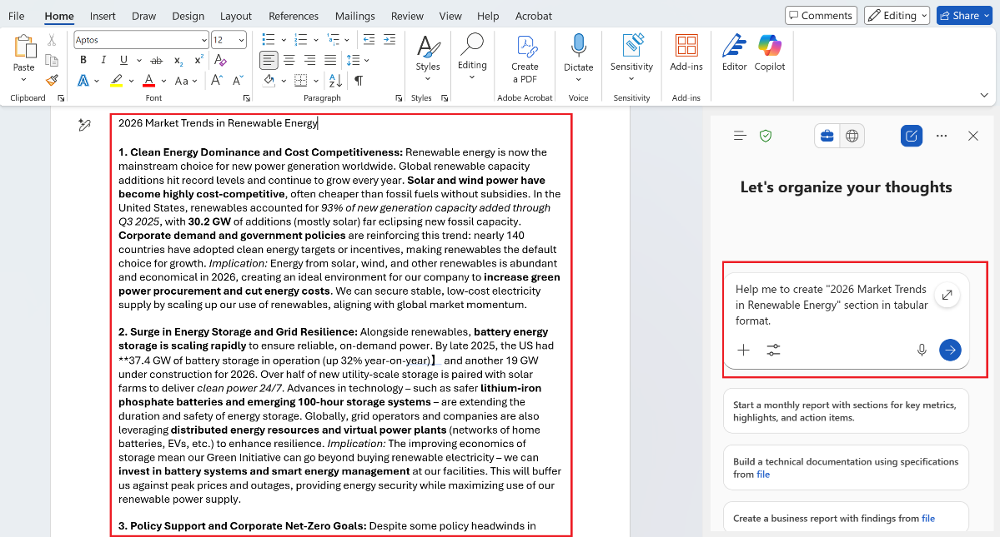 File Home Insert Draw Design Layout References Mailings Review View Help Acrobat
Comments Editing Share
Aptos 12
Paste
B I U ab x₂ x²
A A Aa A A
Styles
Editing
Create
a PDF
Dictate
Sensitivity
Add-ins
Editor
Copilot
Clipboard Font Paragraph Styles Adobe Acrobat Voice Sensitivity Add-ins
2026 Market Trends in Renewable Energy
1. Clean Energy Dominance and Cost Competitiveness: Renewable energy is now the
mainstream choice for new power generation worldwide. Global renewable capacity
additions hit record levels and continue to grow every year. Solar and wind power have
become highly cost-competitive, often cheaper than fossil fuels without subsidies. In the
United States, renewables accounted for 93% of new generation capacity added through
Q3 2025, with 30.2 GW of additions (mostly solar) far eclipsing new fossil capacity.
Corporate demand and government policies are reinforcing this trend: nearly 140
countries have adopted clean energy targets or incentives, making renewables the default
choice for growth. Implication: Energy from solar, wind, and other renewables is abundant
and economical in 2026, creating an ideal environment for our company to increase green
power procurement and cut energy costs. We can secure stable, low-cost electricity
supply by scaling up our use of renewables, aligning with global market momentum.
2. Surge in Energy Storage and Grid Resilience: Alongside renewables, battery energy
storage is scaling rapidly to ensure reliable, on-demand power. By late 2025, the US had
**37.4 GW of battery storage in operation (up 32% year-on-year)】 and another 19 GW
under construction for 2026. Over half of new utility-scale storage is paired with solar
farms to deliver clean power 24/7. Advances in technology – such as safer lithium-iron
phosphate batteries and emerging 100-hour storage systems – are extending the
duration and safety of energy storage. Globally, grid operators and companies are also
leveraging distributed energy resources and virtual power plants (networks of home
batteries, EVs, etc.) to enhance resilience. Implication: The improving economics of
storage mean our Green Initiative can go beyond buying renewable electricity – we can
invest in battery systems and smart energy management at our facilities. This will buffer
us against peak prices and outages, providing energy security while maximizing use of our
renewable power supply.
3. Policy Support and Corporate Net-Zero Goals: Despite some policy headwinds in
Let's organize your thoughts
Help me to create "2026 Market Trends
in Renewable Energy" section in tabular
format.
Start a monthly report with sections for key metrics,
highlights, and action items.
Build a technical documentation using specifications
from file
Create a business report with findings from file